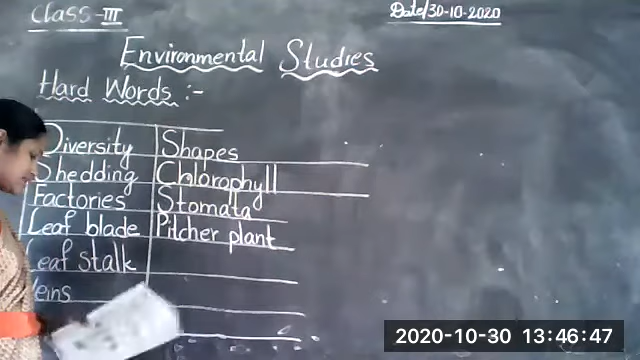 Class-III
Date/30-10-2020
Environmental Studies
Hard Words :-
Diversity Shapes
Shedding Chlorophyll
Factories Stomata
Leaf blade Pitcher plant
Leaf stalk
Veins
2020-10-30 13:46:47